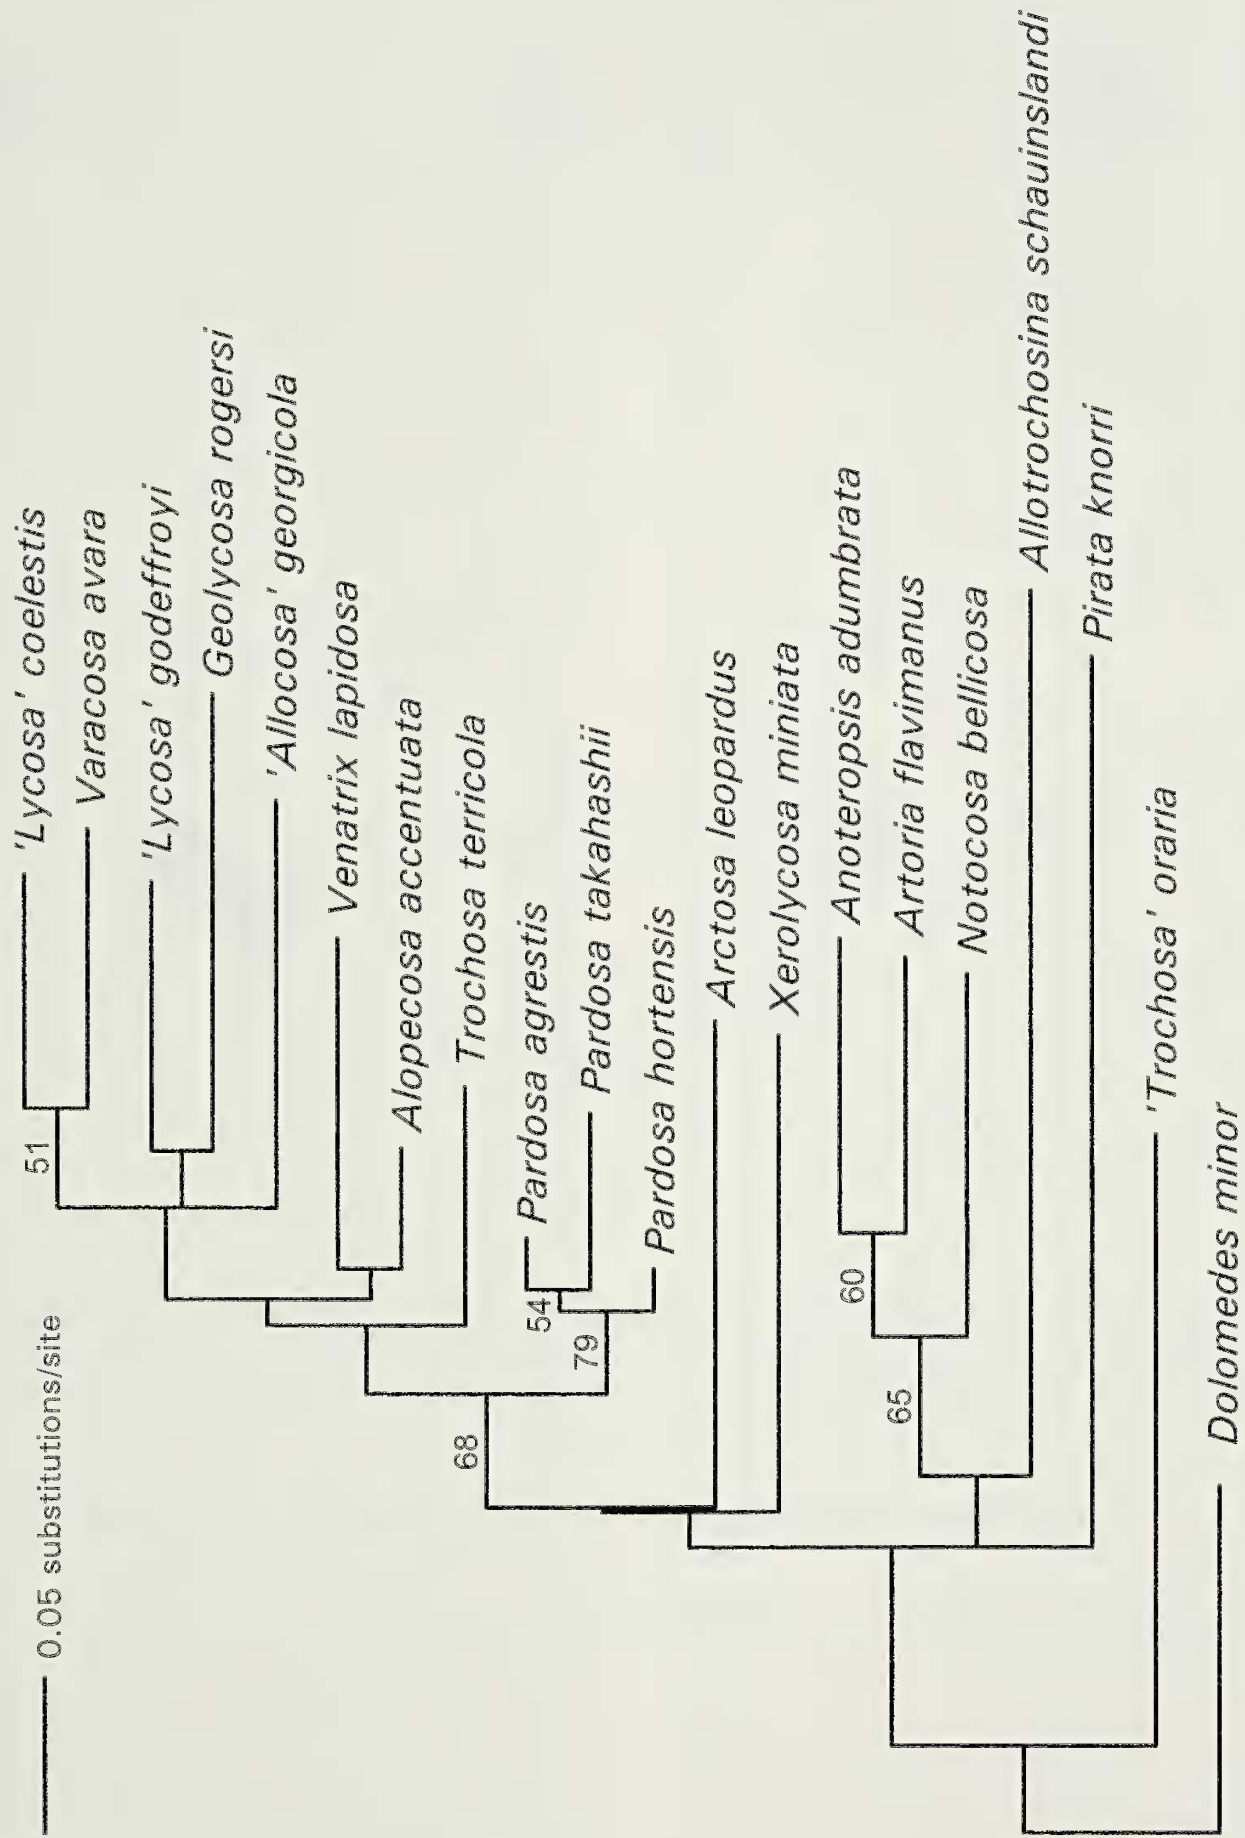 0.05 substitutions/site
'Lycosa' coelestis
51
Varacosa avara
'Lycosa' godeffroyi
Geolycosa rogersi
'Allocosa' georgicola
Venatrix lapidosa
Alopecosa accentuata
Trochosa terricola
68
Pardosa agrestis
54
Pardosa takahashii
79
Pardosa hortensis
Arctosa leopardus
Xerolycosa miniata
Anoteropsis adumbrata
60
Artoria flavimanus
65
Notocosa bellicosa
Allotrochosina schauinslandi
Pirata knorri
'Trochosa' oraria
Dolomedes minor